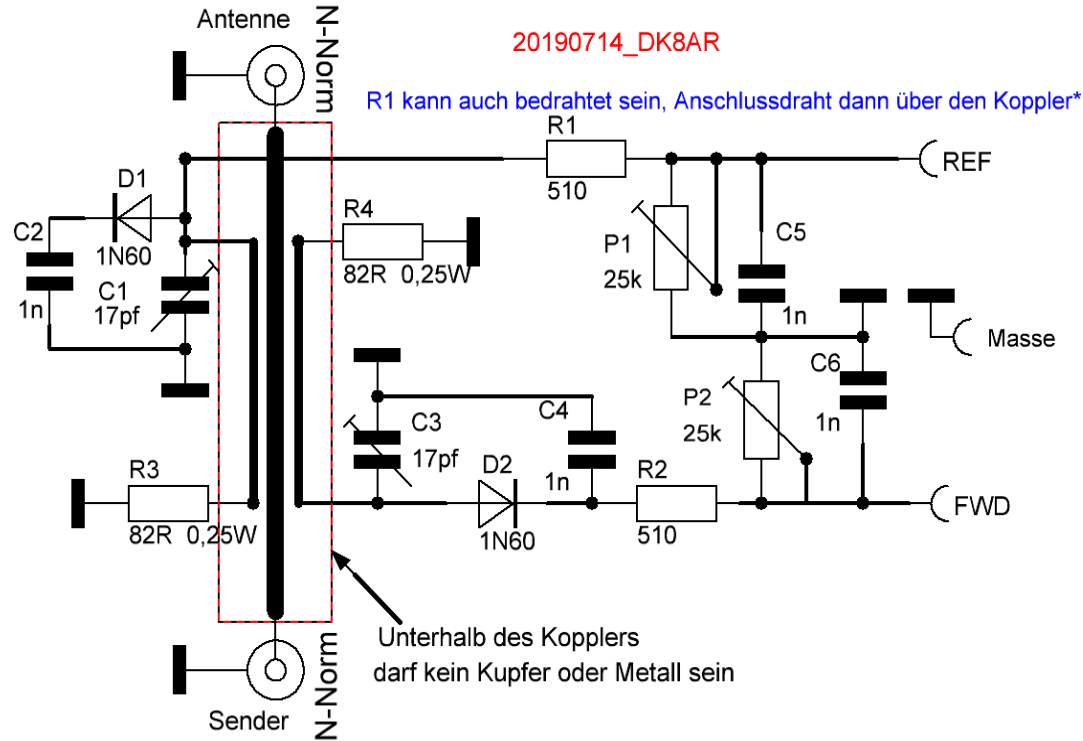 Antenne
N-Norm
20190714_DK8AR
R1 kann auch bedrahtet sein, Anschlussdraht dann über den Koppler*
R1
510
REF
D1
1N60
C2
1n
C1
17pf
R4
82R 0,25W
P1
25k
C5
1n
Masse
C6
1n
P2
25k
C3
17pf
C4
1n
D2
1N60
R2
510
FWD
R3
82R 0,25W
Unterhalb des Kopplers
darf kein Kupfer oder Metall sein
N-Norm
Sender